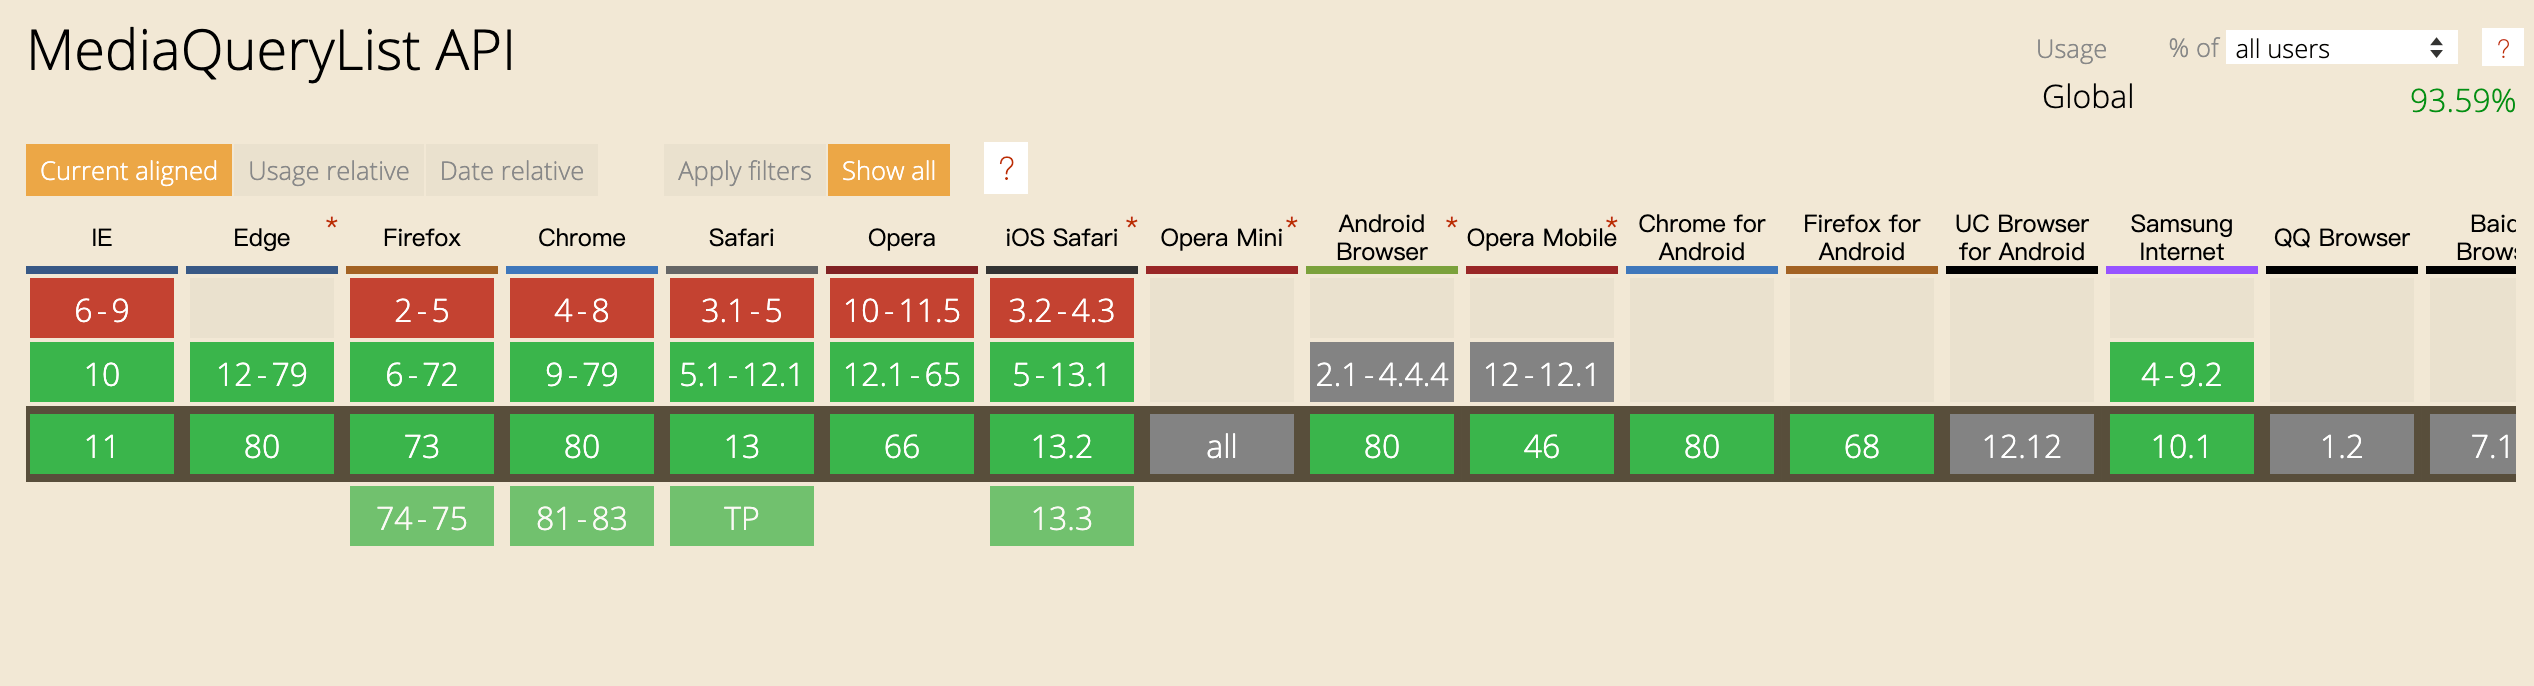 MediaQueryList API
Usage % of all users ?
Global 93.59%
Current aligned Usage relative Date relative Apply filters Show all ?
IE Edge * Firefox Chrome Safari Opera iOS Safari * Opera Mini * Android Browser * Opera Mobile * Chrome for Android Firefox for Android UC Browser for Android Samsung Internet QQ Browser
6-9 2-5 4-8 3.1-5 10-11.5 3.2-4.3
10 12-79 6-72 9-79 5.1-12.1 12.1-65 5-13.1 2.1-4.4.4 12-12.1 4-9.2
11 80 73 80 13 66 13.2 all 80 46 80 68 12.12 10.1 1.2 7.1
74-75 81-83 TP 13.3